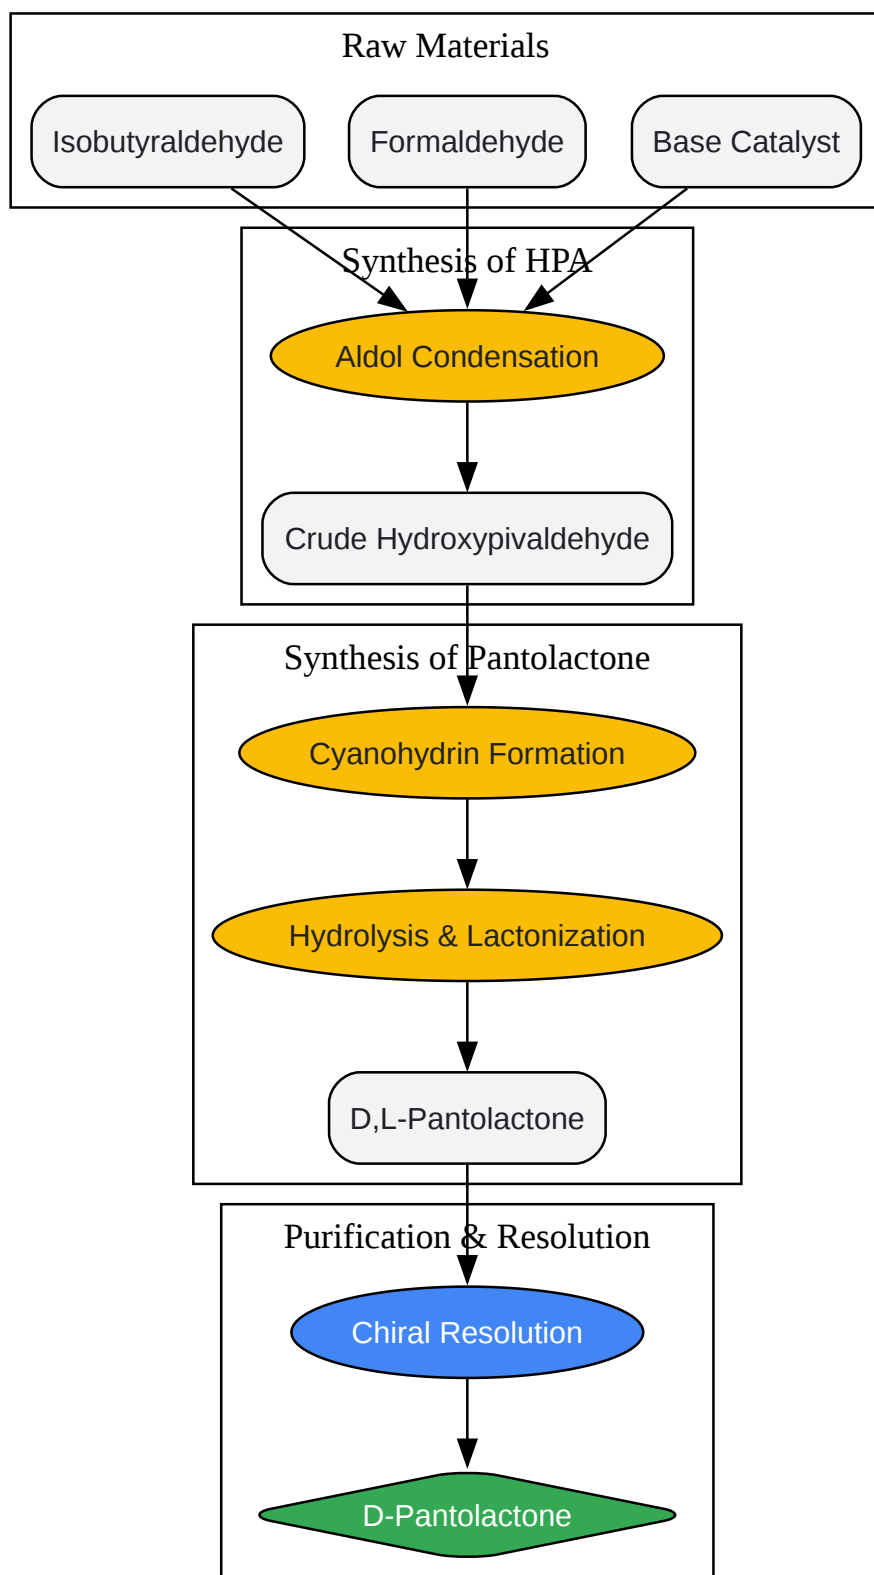 Raw Materials
Isobutyraldehyde
Formaldehyde
Base Catalyst
Synthesis of HPA
Aldol Condensation
Crude Hydroxypivaldehyde
Synthesis of Pantolactone
Cyanohydrin Formation
Hydrolysis & Lactonization
D,L-Pantolactone
Purification & Resolution
Chiral Resolution
D-Pantolactone